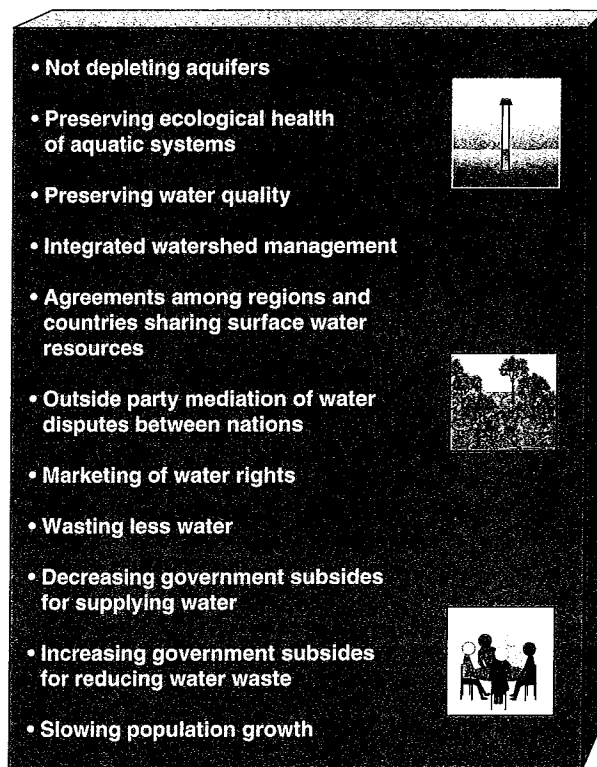 • Not depleting aquifers
• Preserving ecological health
of aquatic systems
• Preserving water quality
• Integrated watershed management
• Agreements among regions and
countries sharing surface water
resources
• Outside party mediation of water
disputes between nations
• Marketing of water rights
• Wasting less water
• Decreasing government subsides
for supplying water
• Increasing government subsides
for reducing water waste
• Slowing population growth